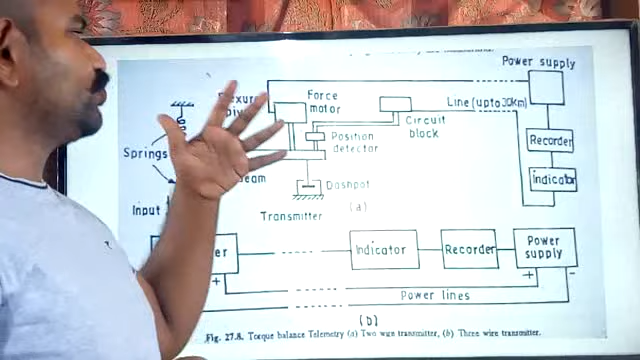 Power supply
Force
motor
Line (upto 30km)
Circuit
block
Position
detector
Recorder
Springs
Indicator
Dashpot
Input
Transmitter
(a)
Indicator
Recorder
Power
supply
+
+
-
Power lines
(b)
Fig. 27.8. Torque balance Telemetry (a) Two wire transmitter, (b) Three wire transmitter.